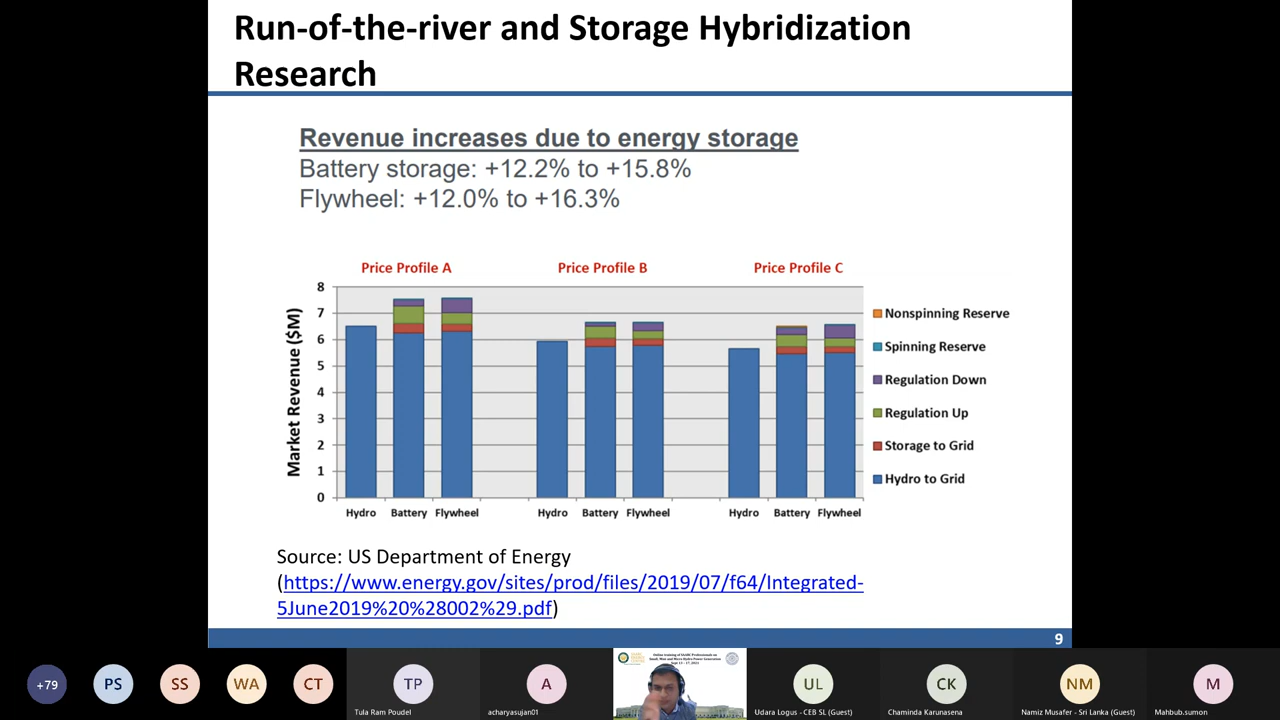 Run-of-the-river and Storage Hybridization
Research
Revenue increases due to energy storage
Battery storage: +12.2% to +15.8%
Flywheel: +12.0% to +16.3%
Price Profile A
Price Profile B
Price Profile C
Market Revenue ($M)
8
7
6
5
4
3
2
1
0
Hydro Battery Flywheel
Hydro Battery Flywheel
Hydro Battery Flywheel
Nonspinning Reserve
Spinning Reserve
Regulation Down
Regulation Up
Storage to Grid
Hydro to Grid
Source: US Department of Energy
(https://www.energy.gov/sites/prod/files/2019/07/f64/Integrated-
5June2019%20%28002%29.pdf)
9
+79
PS
SS
WA
CT
TP
Tula Ram Poudel
A
acharyasujan01
UL
Udara Logus - CEB SL (Guest)
CK
Chaminda Karunasena
NM
Namiz Musafer - Sri Lanka (Guest)
M
Mahbub.sumon